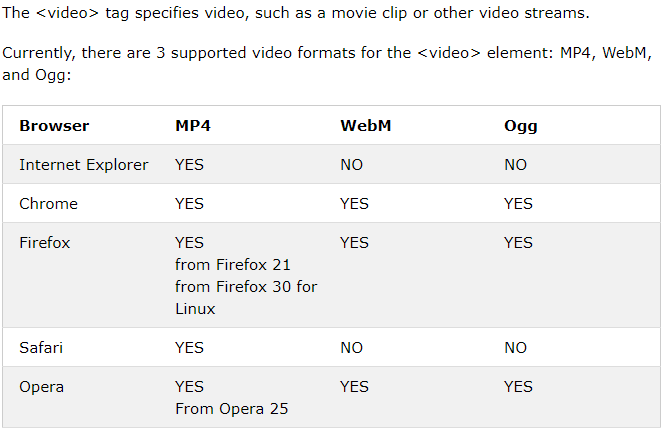 The <video> tag specifies video, such as a movie clip or other video streams.
Currently, there are 3 supported video formats for the <video> element: MP4, WebM,
and Ogg:
Browser MP4 WebM Ogg
Internet Explorer YES NO NO
Chrome YES YES YES
Firefox YES YES YES
from Firefox 21
from Firefox 30 for
Linux
Safari YES NO NO
Opera YES YES YES
From Opera 25